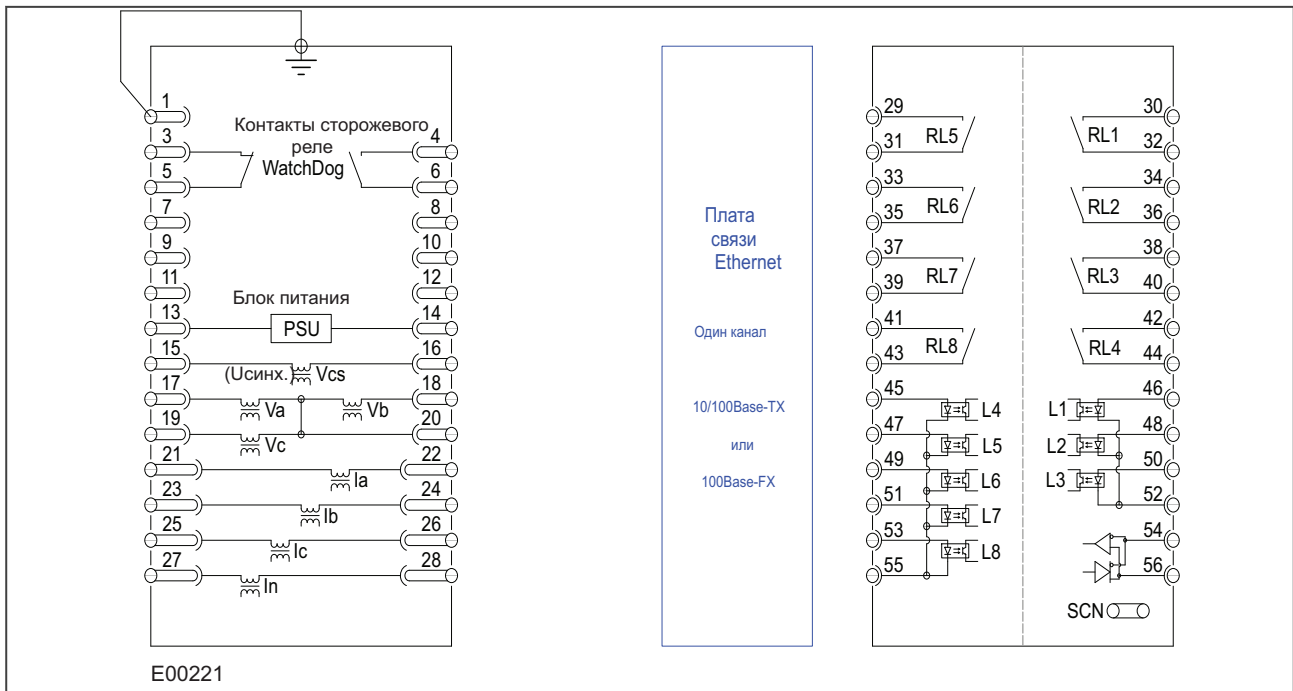 1
Контакты сторожевого
3
4
реле
WatchDog
5
6
7
8
9
10
11
12
Блок питания
13
14
PSU
15
16
(Uсинх.)
Vcs
17
18
Va
Vb
19
20
Vc
21
22
Ia
23
24
Ib
25
26
Ic
27
28
In
E00221
Плата
связи
Ethernet
Один канал
10/100Base-TX
или
100Base-FX
29
30
RL5
RL1
31
32
33
34
RL6
RL2
35
36
37
38
RL7
RL3
39
40
41
42
RL8
RL4
43
44
45
46
L4
L1
47
48
L5
L2
49
50
L6
L3
51
52
L7
53
54
L8
55
56
SCN